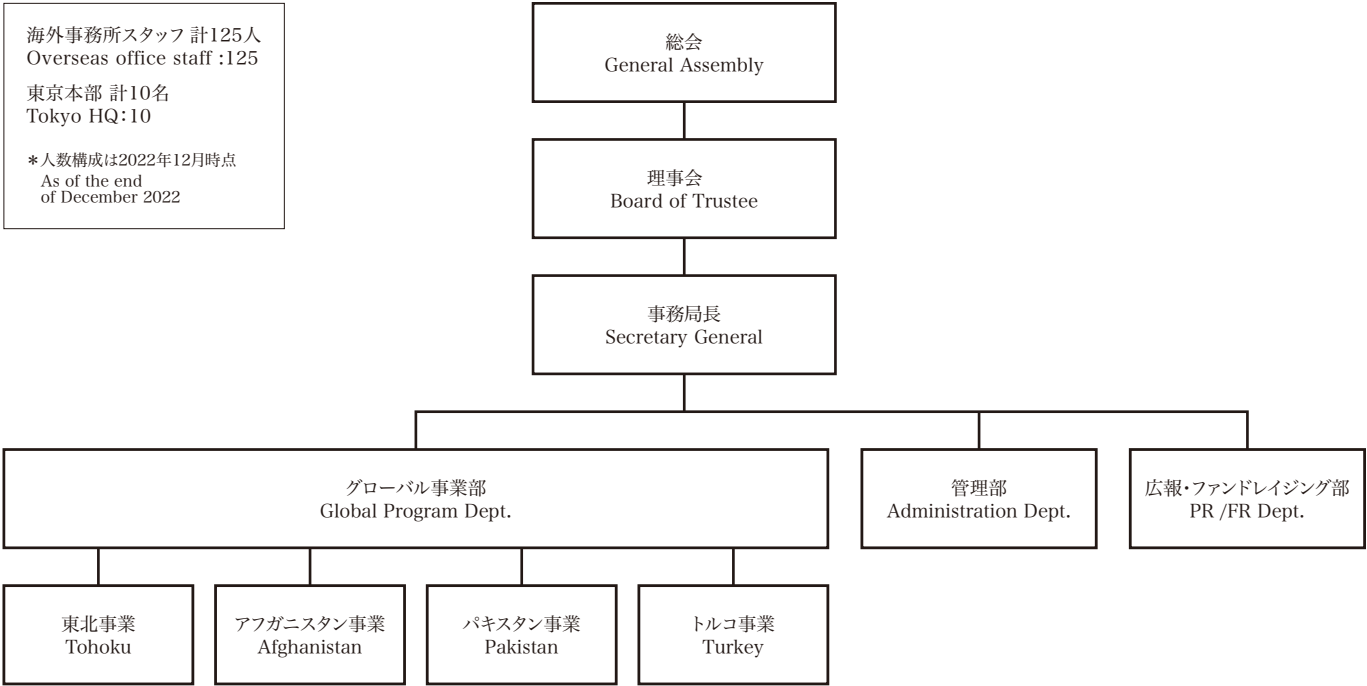 海外事務所スタッフ 計125人
Overseas office staff :125
東京本部 計10名
Tokyo HQ:10
＊人数構成は2022年12月時点
As of the end
of December 2022
総会
General Assembly
理事会
Board of Trustee
事務局長
Secretary General
グローバル事業部
Global Program Dept.
管理部
Administration Dept.
広報・ファンドレイジング部
PR /FR Dept.
東北事業
Tohoku
アフガニスタン事業
Afghanistan
パキスタン事業
Pakistan
トルコ事業
Turkey